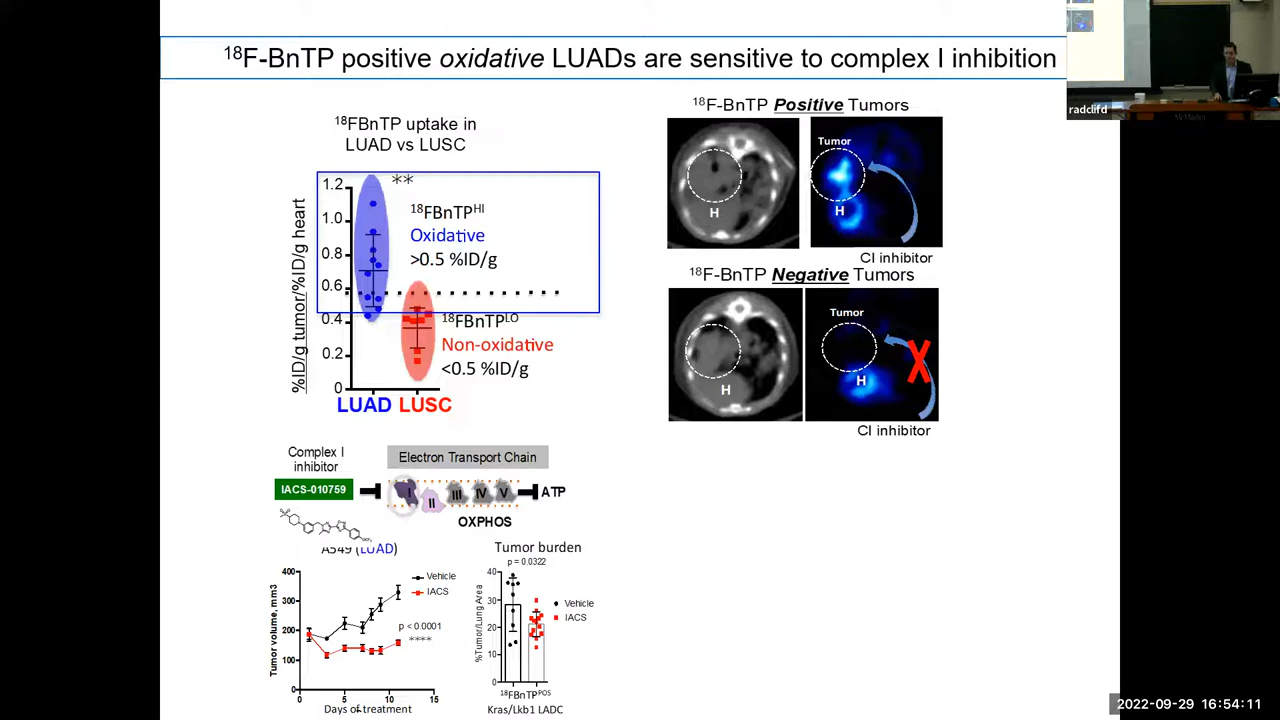 ¹⁸F-BnTP positive oxidative LUADs are sensitive to complex I inhibition
radclifd
¹⁸FBnTP uptake in
LUAD vs LUSC
%ID/g tumor/%ID/g heart
1.2
1.0
0.8
0.6
0.4
0.2
0
**
¹⁸FBnTPᴴᴵ
Oxidative
>0.5 %ID/g
¹⁸FBnTPᴸᴼ
Non-oxidative
<0.5 %ID/g
LUAD LUSC
¹⁸F-BnTP Positive Tumors
Tumor
H
H
CI inhibitor
¹⁸F-BnTP Negative Tumors
Tumor
H
H
CI inhibitor
Complex I
inhibitor
IACS-010759
Electron Transport Chain
I II III IV V
ATP
OXPHOS
A549 (LUAD)
Tumor volume, mm3
400
300
200
100
0
0 5 10 15
Days of treatment
Vehicle
IACS
p < 0.0001
****
Tumor burden
p = 0.0322
%Tumor/Lung Area
40
30
20
10
0
Vehicle
IACS
¹⁸FBnTPᴾᴼˢ
Kras/Lkb1 LADC
2022-09-29 16:54:11